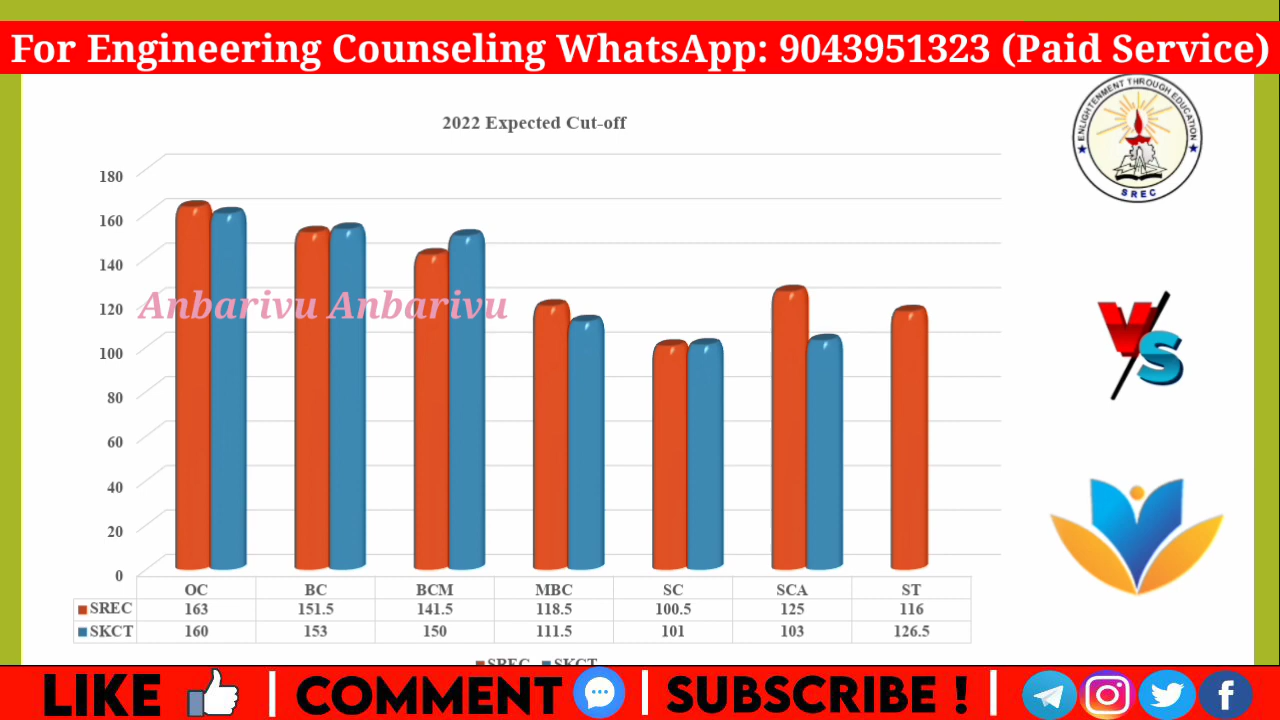 For Engineering Counseling WhatsApp: 9043951323 (Paid Service)
ENLIGHTENMENT THROUGH EDUCATION
SREC
2022 Expected Cut-off
180
160
140
120
100
80
60
40
20
0
Anbarivu Anbarivu
VS
OC BC BCM MBC SC SCA ST
SREC 163 151.5 141.5 118.5 100.5 125 116
SKCT 160 153 150 111.5 101 103 126.5
SREC SKCT
LIKE | COMMENT | SUBSCRIBE ! |